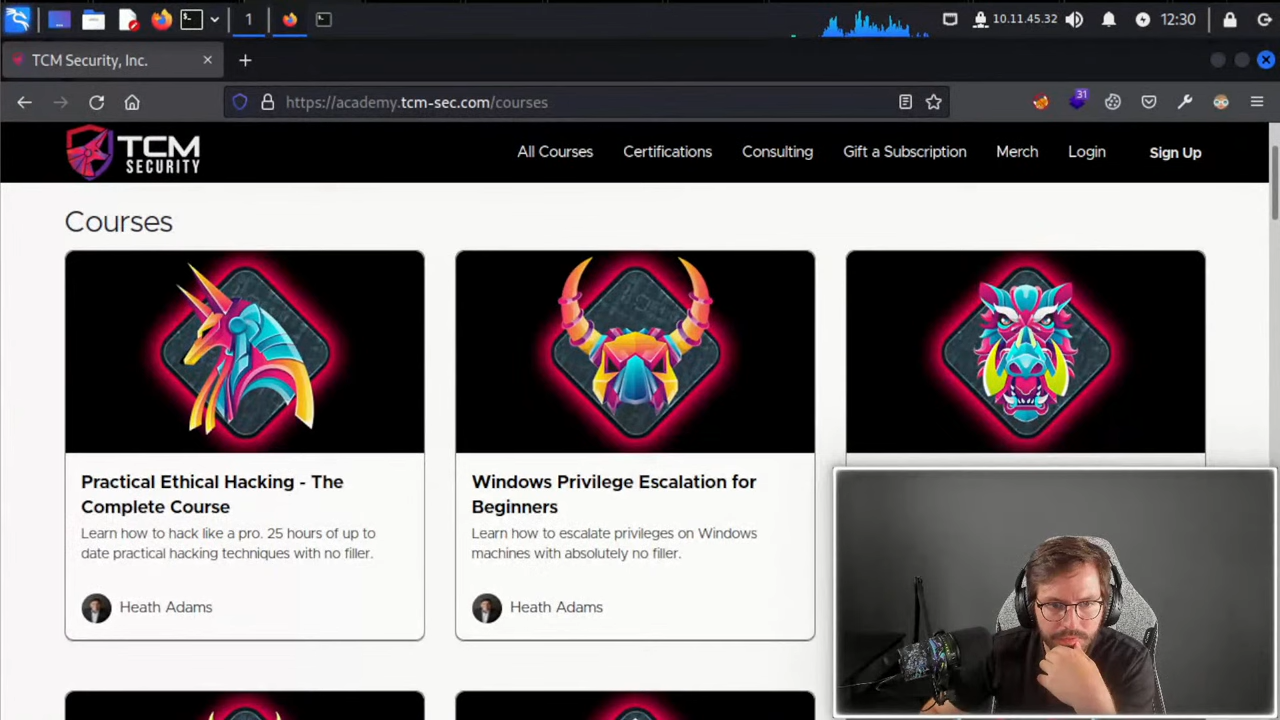 1
10.11.45.32
12:30
TCM Security, Inc.
https://academy.tcm-sec.com/courses
31
TCM
SECURITY
All Courses
Certifications
Consulting
Gift a Subscription
Merch
Login
Sign Up
Courses
Practical Ethical Hacking - The
Complete Course
Learn how to hack like a pro. 25 hours of up to
date practical hacking techniques with no filler.
Heath Adams
Windows Privilege Escalation for
Beginners
Learn how to escalate privileges on Windows
machines with absolutely no filler.
Heath Adams